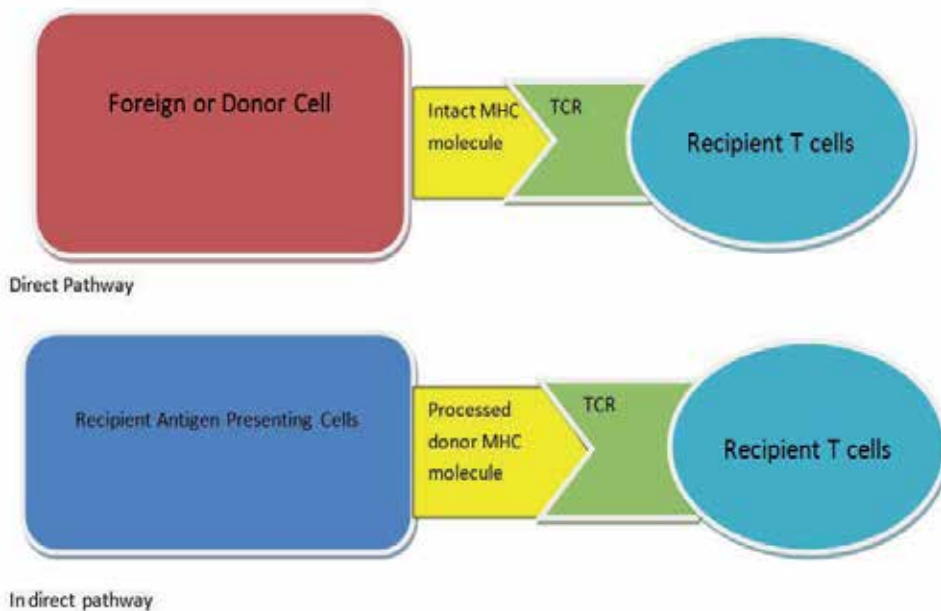 Foreign or Donor Cell
Intact MHC
molecule
TCR
Recipient T cells
Direct Pathway
Recipient Antigen Presenting Cells
Processed
donor MHC
molecule
TCR
Recipient T cells
In direct pathway